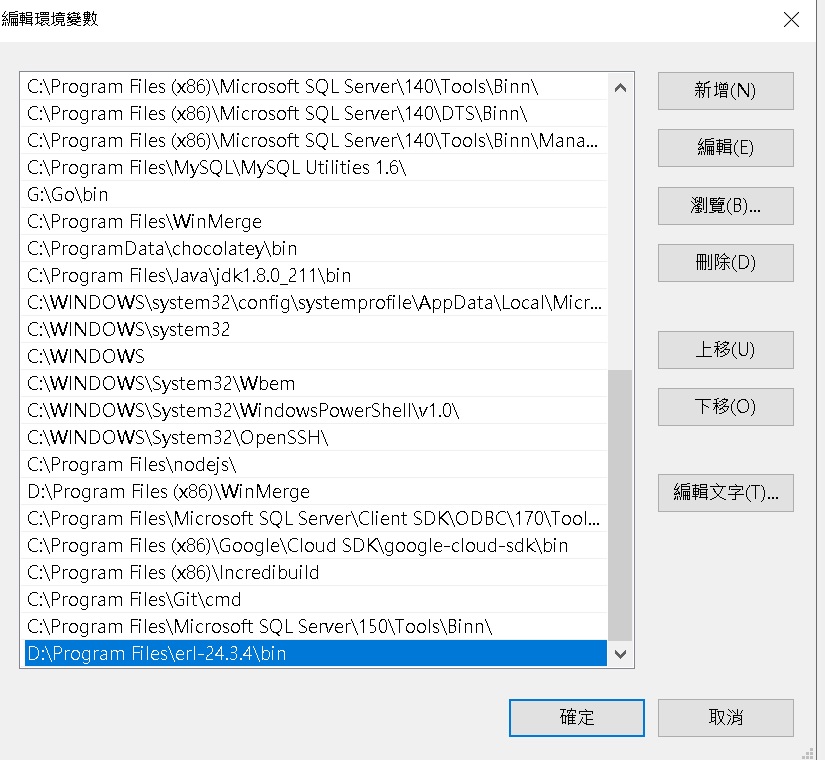 編輯環境變數
C:\Program Files (x86)\Microsoft SQL Server\140\Tools\Binn\
C:\Program Files (x86)\Microsoft SQL Server\140\DTS\Binn\
C:\Program Files (x86)\Microsoft SQL Server\140\Tools\Binn\Mana...
C:\Program Files\MySQL\MySQL Utilities 1.6\
G:\Go\bin
C:\Program Files\WinMerge
C:\ProgramData\chocolatey\bin
C:\Program Files\Java\jdk1.8.0_211\bin
C:\WINDOWS\system32\config\systemprofile\AppData\Local\Micr...
C:\WINDOWS\system32
C:\WINDOWS
C:\WINDOWS\System32\Wbem
C:\WINDOWS\System32\WindowsPowerShell\v1.0\
C:\WINDOWS\System32\OpenSSH\
C:\Program Files\nodejs\
D:\Program Files (x86)\WinMerge
C:\Program Files\Microsoft SQL Server\Client SDK\ODBC\170\Tool...
C:\Program Files (x86)\Google\Cloud SDK\google-cloud-sdk\bin
C:\Program Files (x86)\Incredibuild
C:\Program Files\Git\cmd
C:\Program Files\Microsoft SQL Server\150\Tools\Binn\
D:\Program Files\erl-24.3.4\bin
新增(N)
編輯(E)
瀏覽(B)...
刪除(D)
上移(U)
下移(O)
編輯文字(T)...
確定
取消